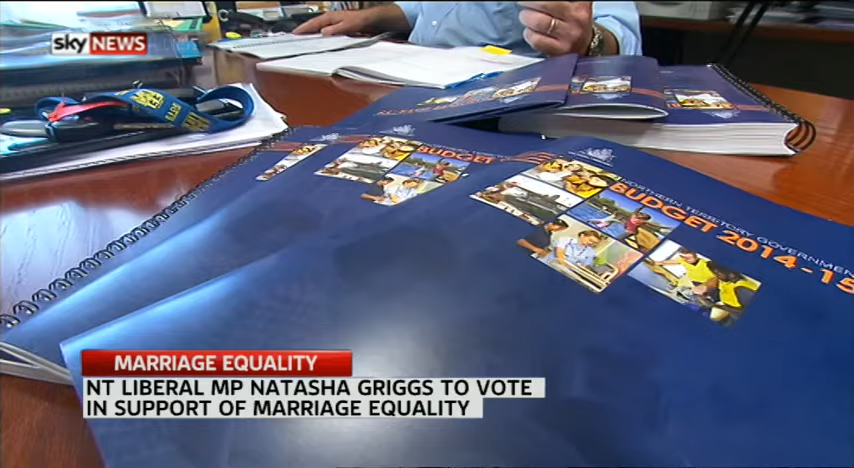 sky NEWS
BUDGET
NORTHERN TERRITORY GOVERNMENT
BUDGET 2014-15
MARRIAGE EQUALITY
NT LIBERAL MP NATASHA GRIGGS TO VOTE
IN SUPPORT OF MARRIAGE EQUALITY